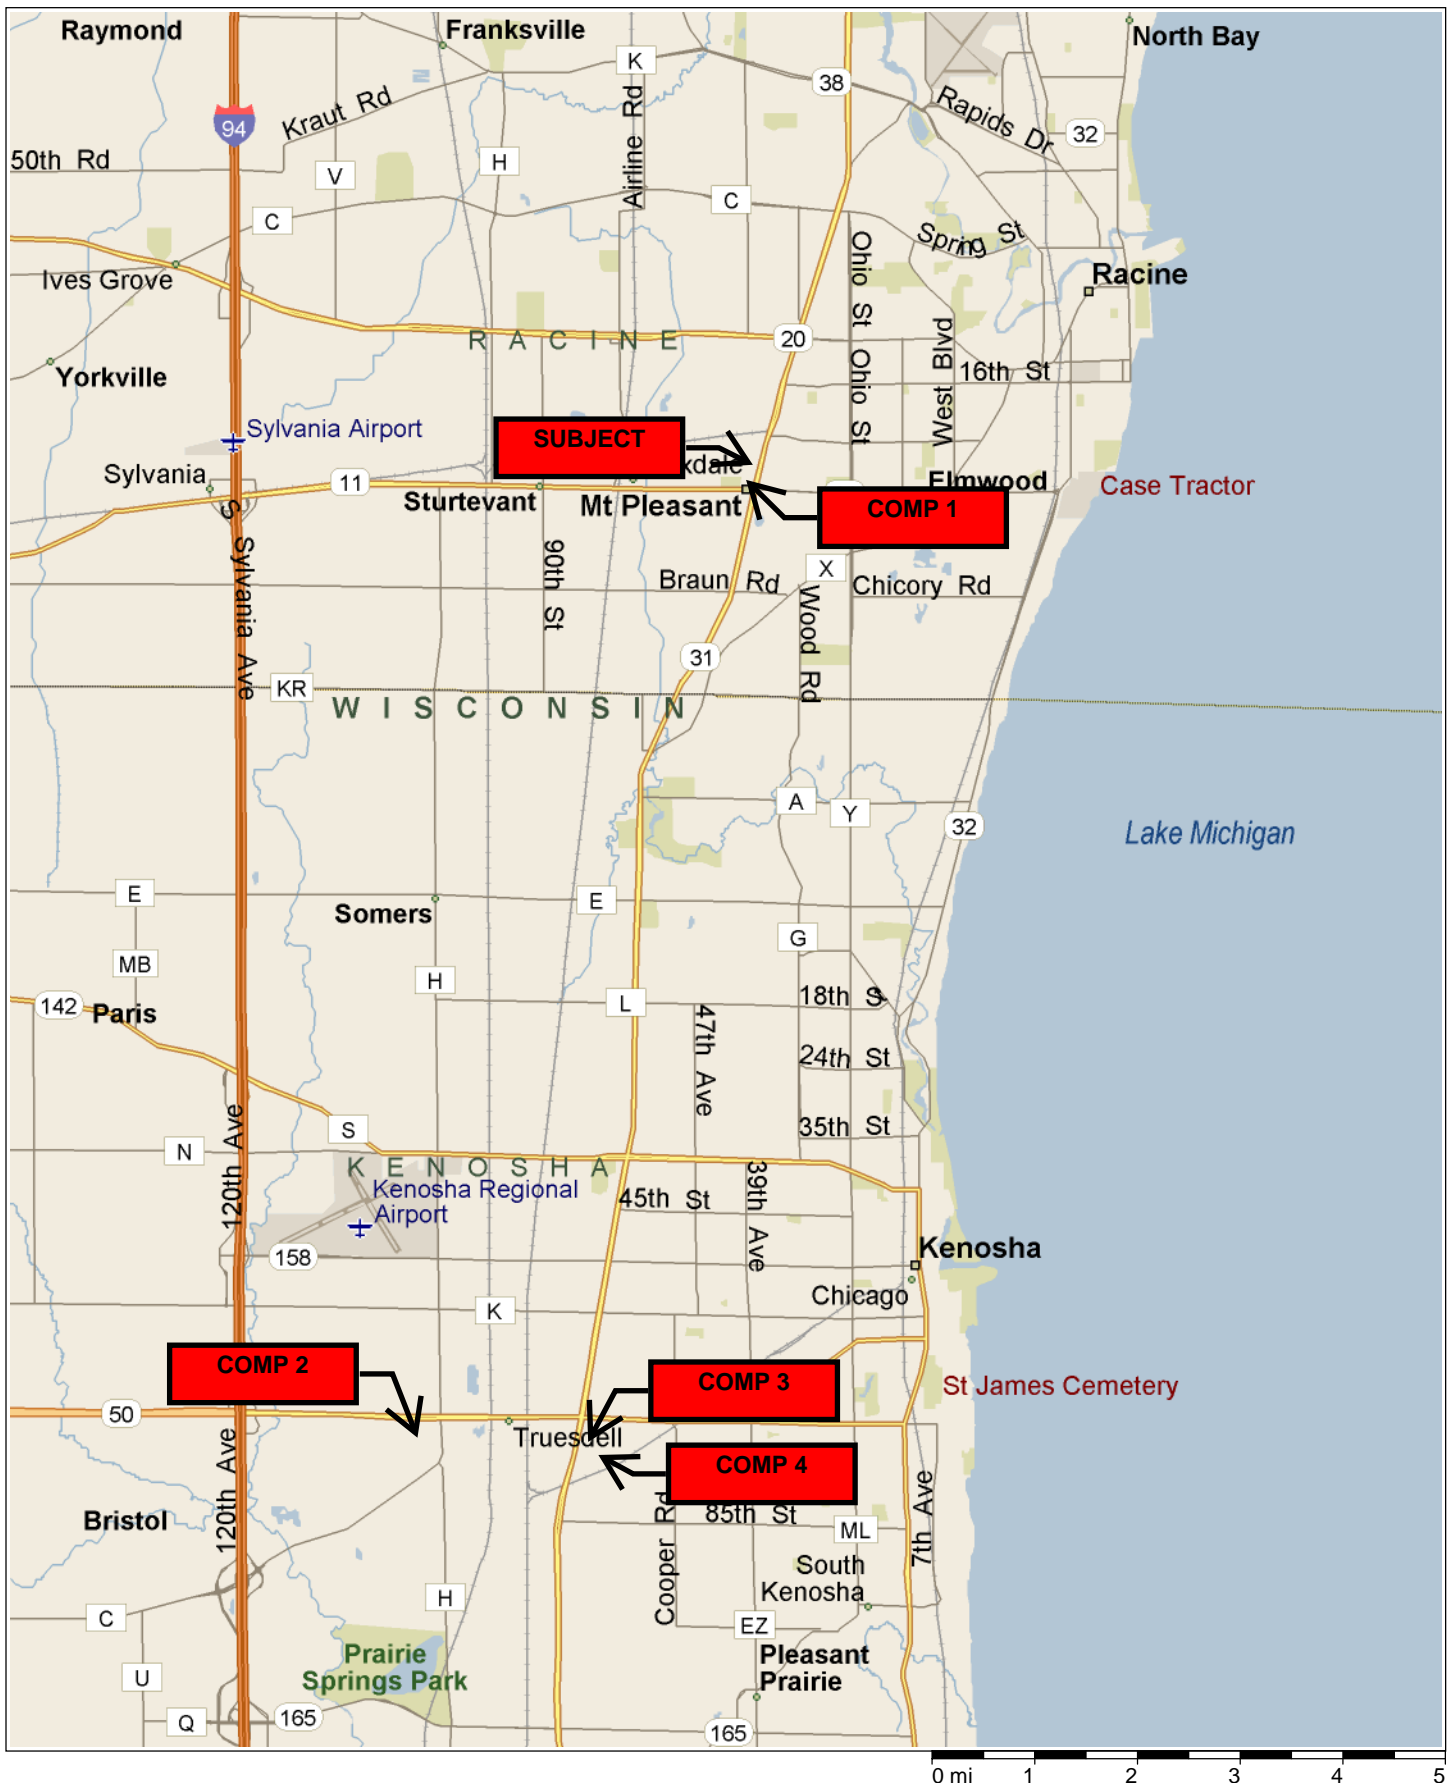 Raymond
Franksville
North Bay
K
38
94
Kraut Rd
Airline Rd
Rapids Dr
32
50th Rd
V
H
C
C
Spring St
Ives Grove
Ohio St
Racine
R A C I N E
20
Yorkville
Ohio St
West Blvd
16th St
Sylvania Airport
SUBJECT
xdale
Sylvania
11
Sturtevant
Mt Pleasant
Elmwood
Case Tractor
COMP 1
S Sylvania Ave
90th St
Braun Rd
X
Chicory Rd
Wood Rd
31
KR
W I S C O N S I N
A
Y
32
Lake Michigan
E
Somers
E
G
MB
H
L
18th S
142
Paris
47th Ave
24th St
35th St
120th Ave
S
N
K E N O S H A
Kenosha Regional
Airport
45th St
39th Ave
158
Kenosha
Chicago
K
COMP 2
COMP 3
St James Cemetery
50
Truesdell
COMP 4
120th Ave
Cooper Rd
85th St
7th Ave
Bristol
ML
South
Kenosha
H
C
EZ
Prairie
Springs Park
Pleasant
Prairie
U
Q
165
165
0 mi 1 2 3 4 5